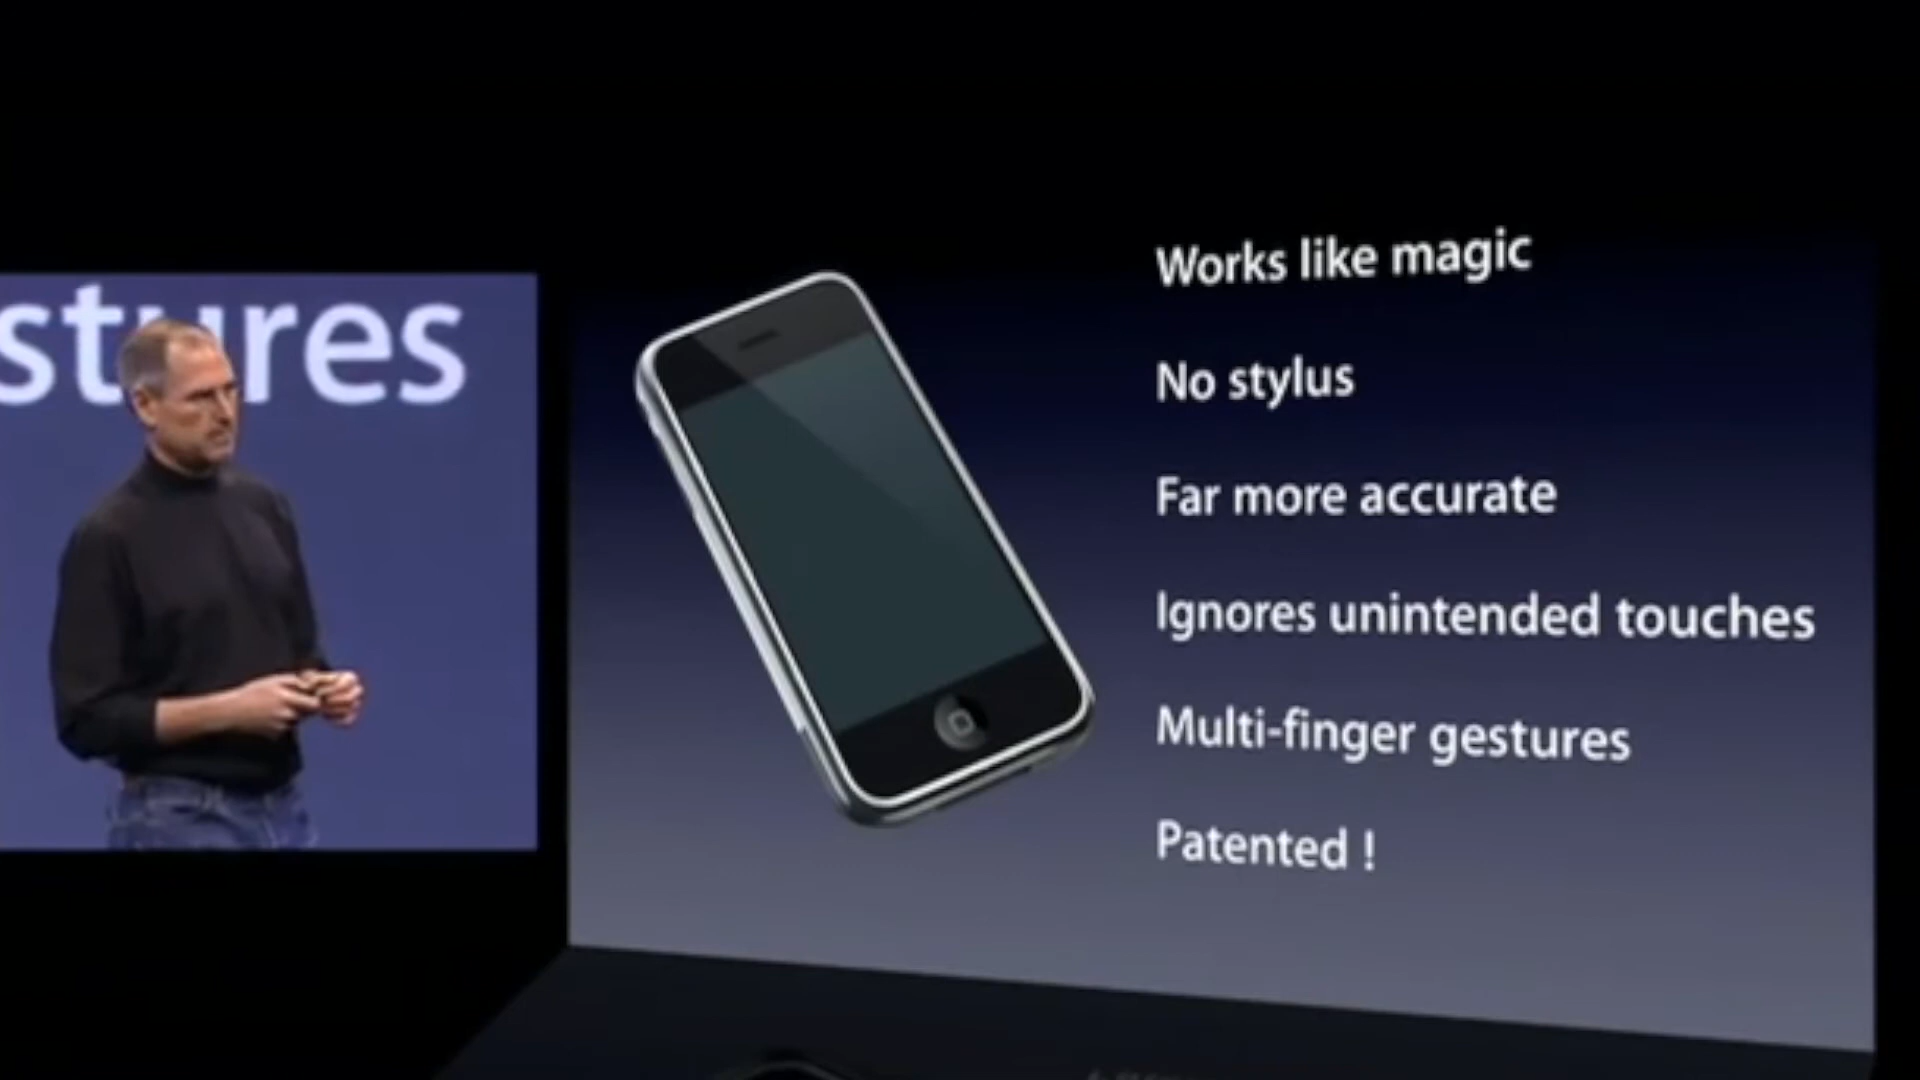 stures
Works like magic
No stylus
Far more accurate
Ignores unintended touches
Multi-finger gestures
Patented !